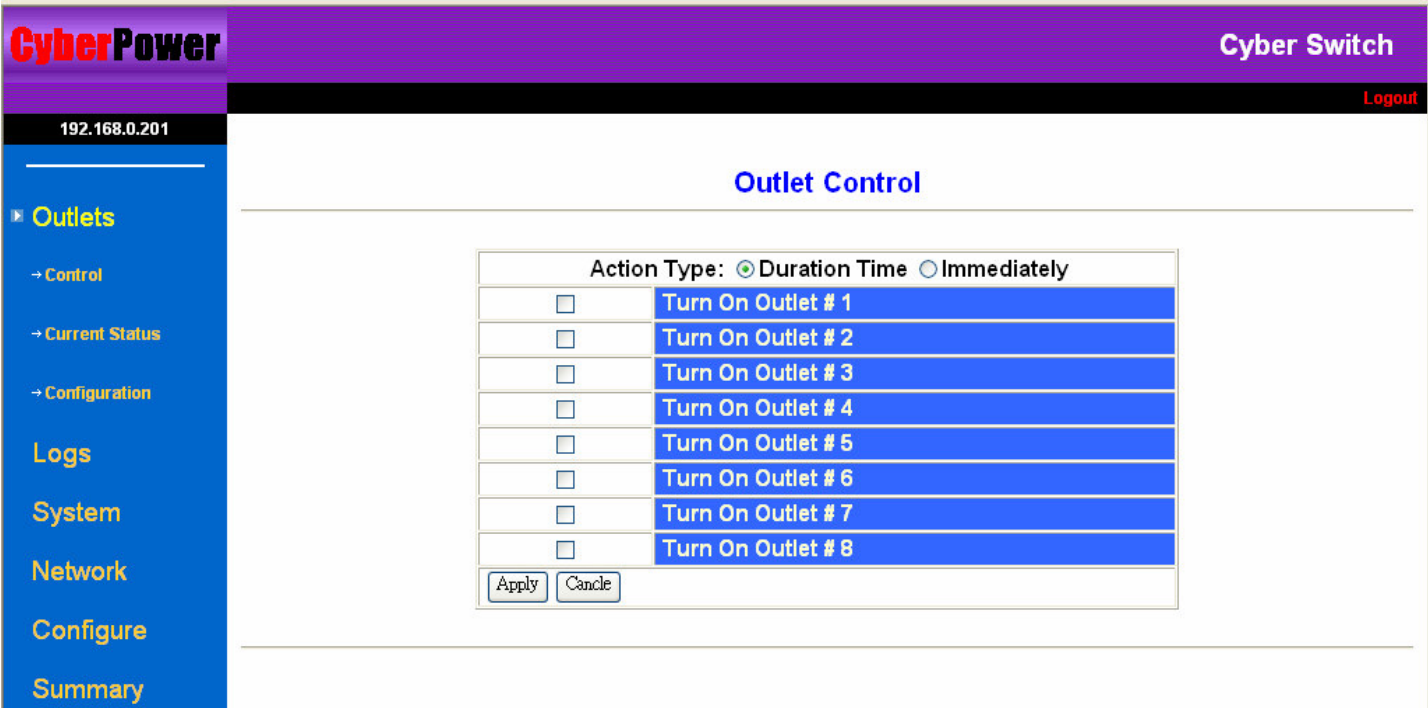 CyberPower
Cyber Switch
Logout
192.168.0.201
Outlets
Control
Current Status
Configuration
Logs
System
Network
Configure
Summary
Outlet Control
Action Type: Duration Time Immediately
Turn On Outlet # 1
Turn On Outlet # 2
Turn On Outlet # 3
Turn On Outlet # 4
Turn On Outlet # 5
Turn On Outlet # 6
Turn On Outlet # 7
Turn On Outlet # 8
Apply Cancle